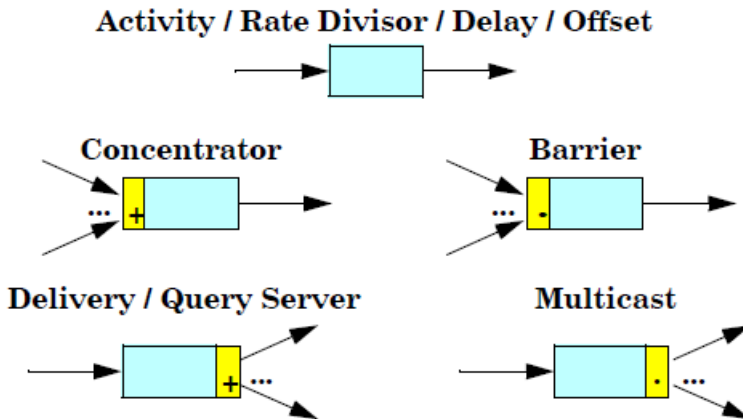 Activity / Rate Divisor / Delay / Offset
Concentrator
Barrier
... +
... •
Delivery / Query Server
Multicast
+ ...
. ...